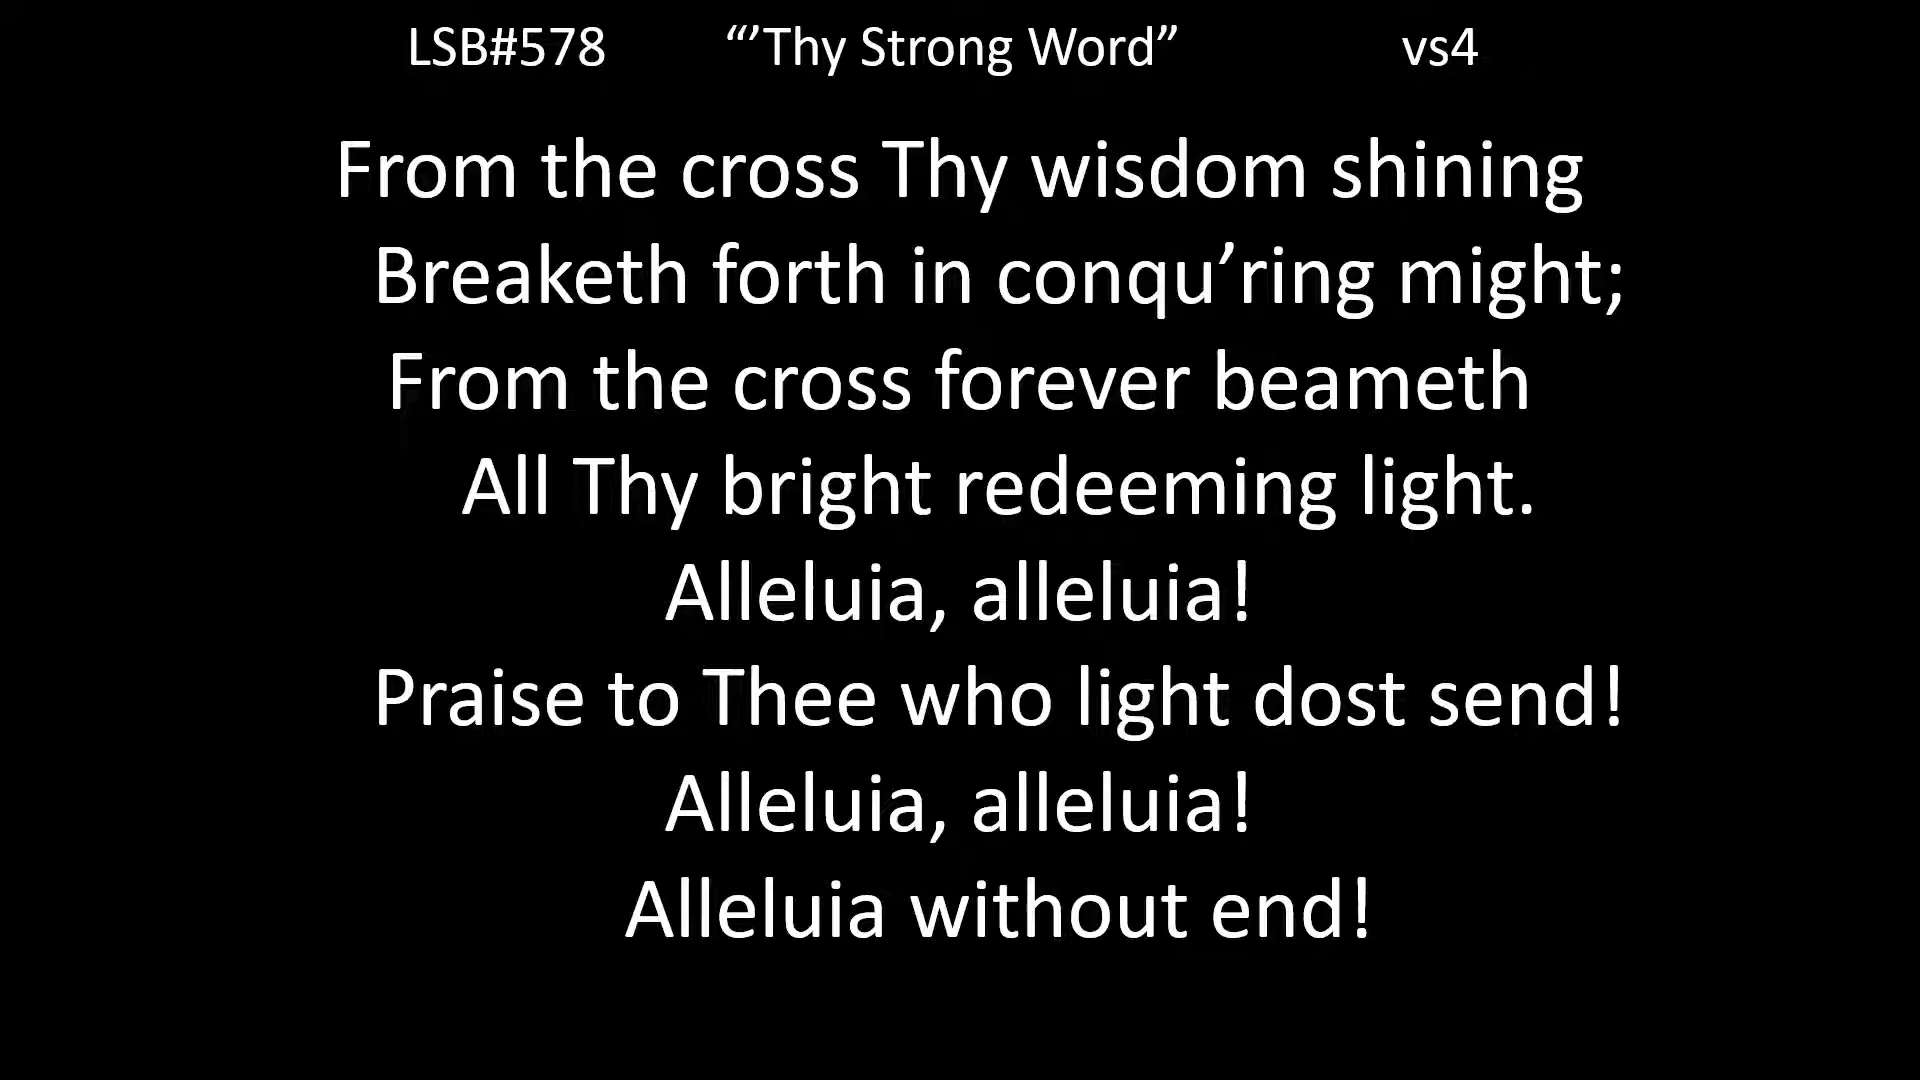 LSB#578 “’Thy Strong Word” vs4
From the cross Thy wisdom shining
Breaketh forth in conqu’ring might;
From the cross forever beameth
All Thy bright redeeming light.
Alleluia, alleluia!
Praise to Thee who light dost send!
Alleluia, alleluia!
Alleluia without end!